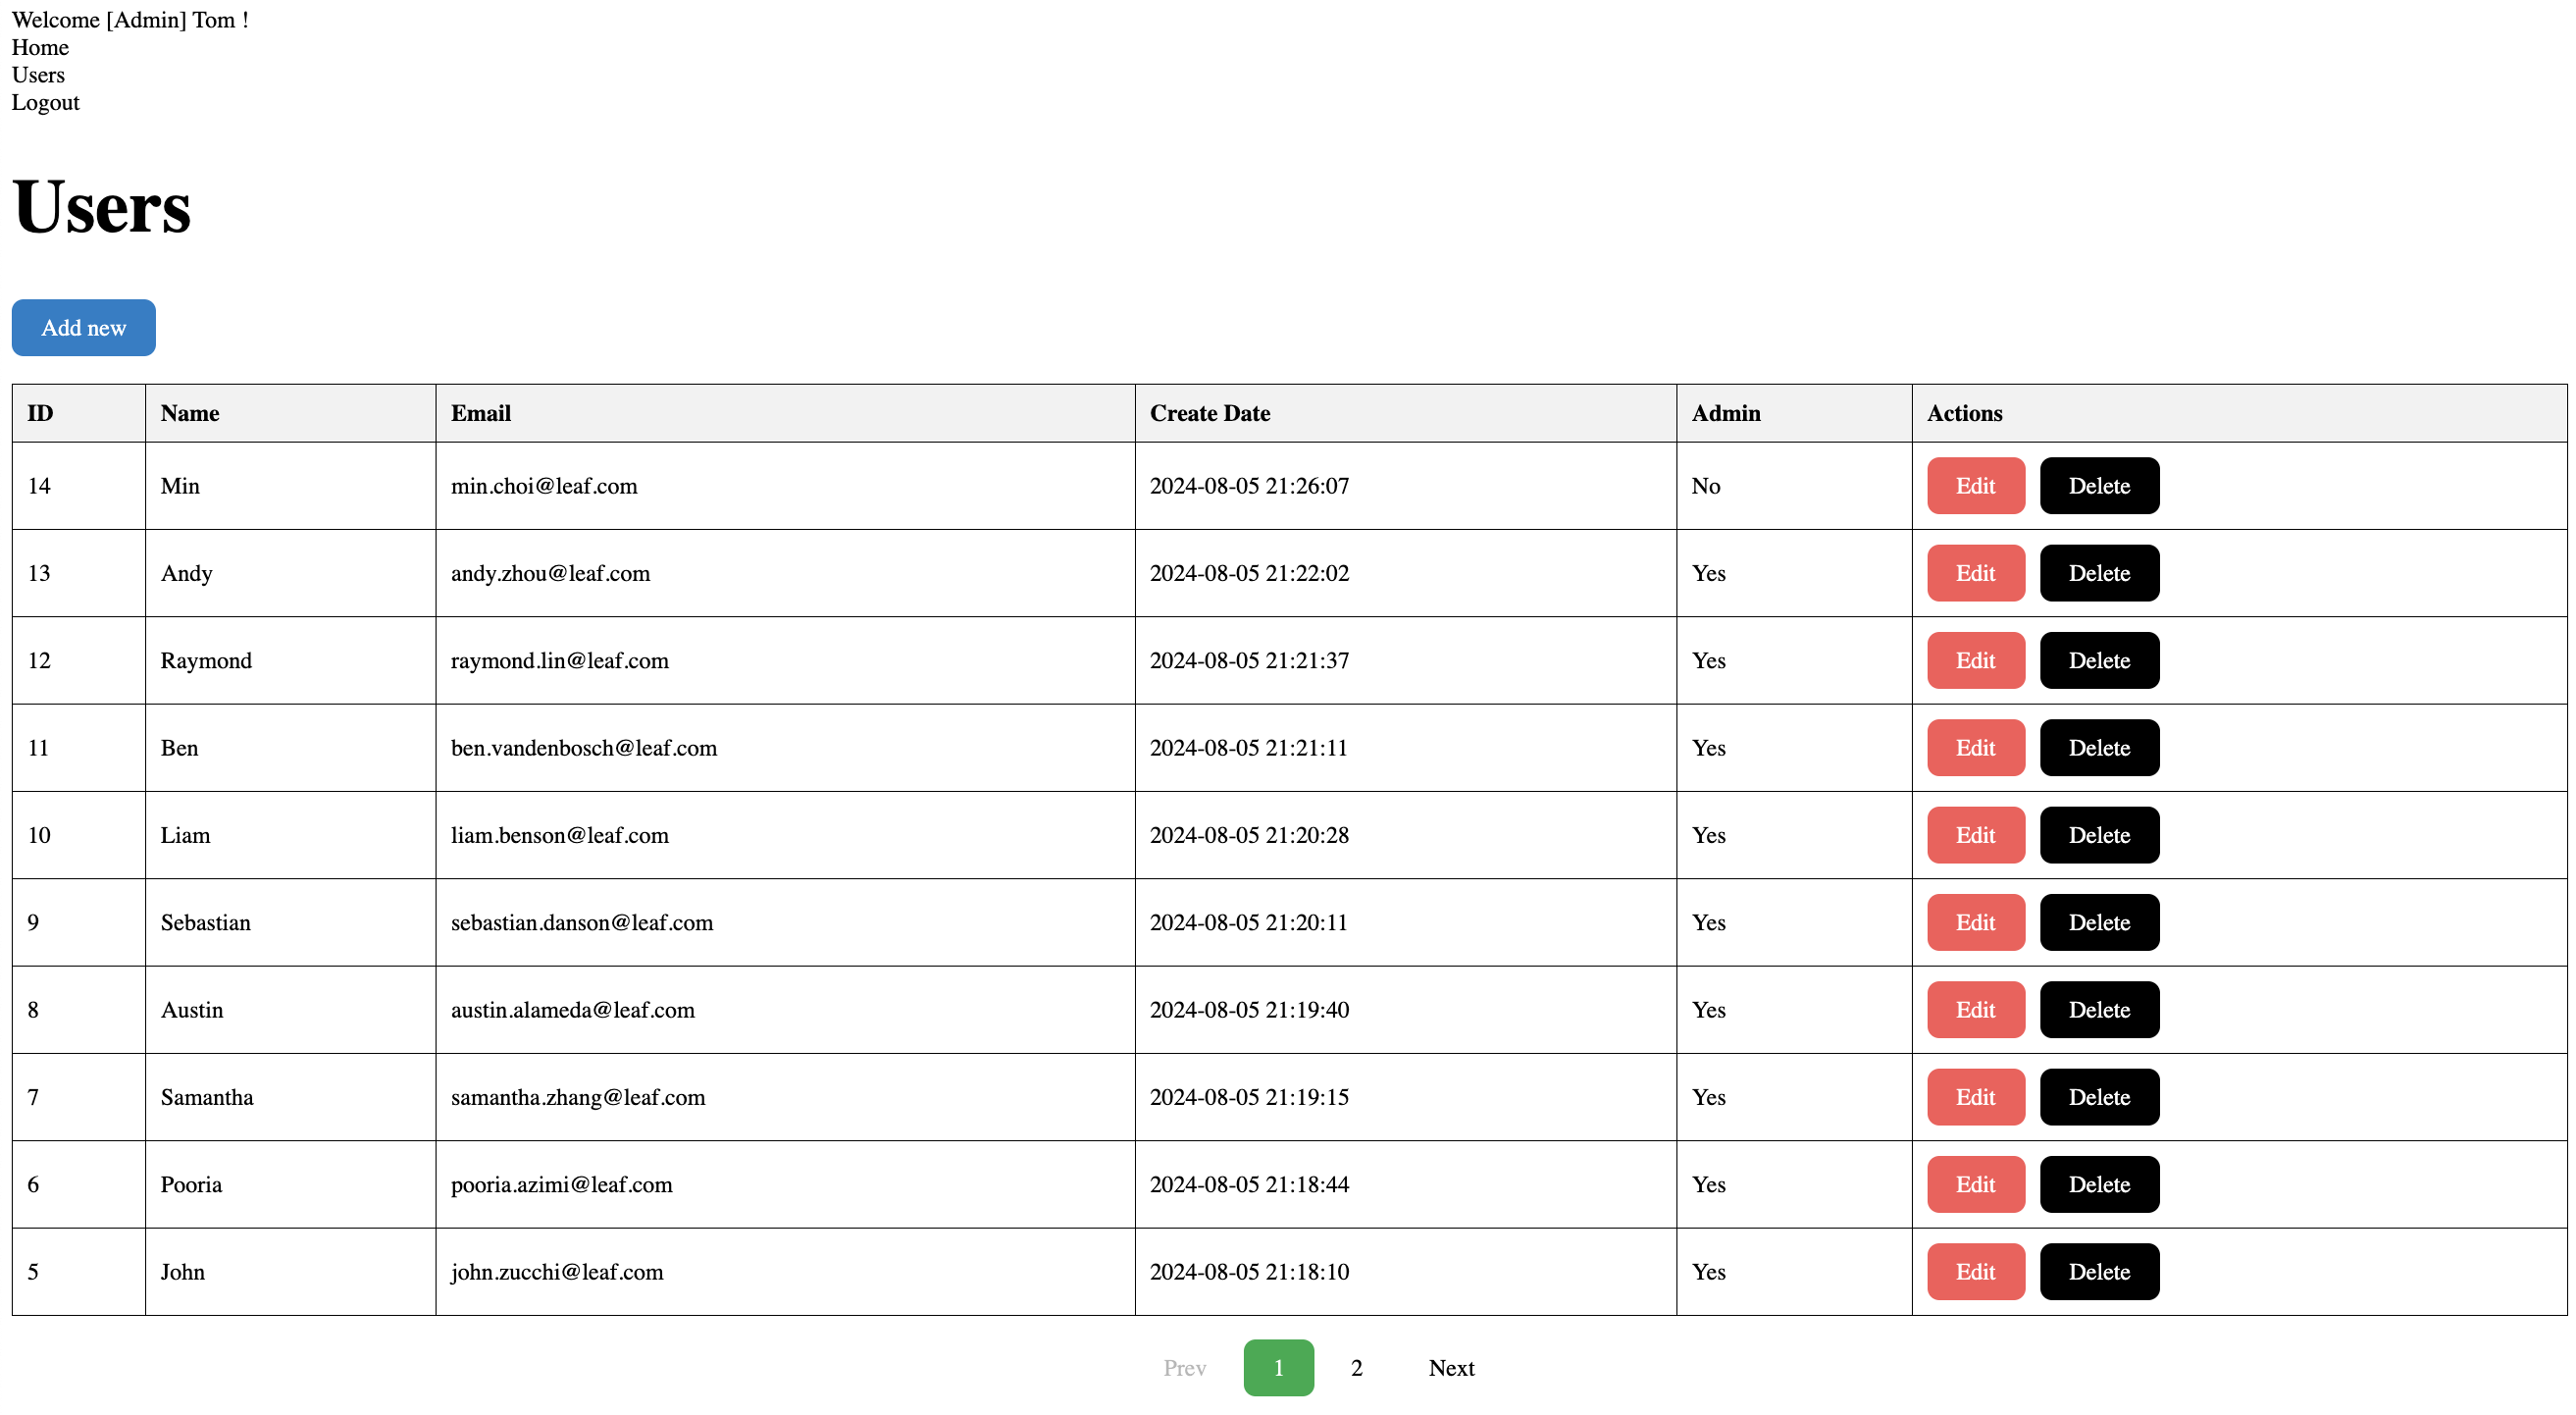 Welcome [Admin] Tom !
Home
Users
Logout
Users
Add new
ID Name Email Create Date Admin Actions
14 Min min.choi@leaf.com 2024-08-05 21:26:07 No Edit Delete
13 Andy andy.zhou@leaf.com 2024-08-05 21:22:02 Yes Edit Delete
12 Raymond raymond.lin@leaf.com 2024-08-05 21:21:37 Yes Edit Delete
11 Ben ben.vandenbosch@leaf.com 2024-08-05 21:21:11 Yes Edit Delete
10 Liam liam.benson@leaf.com 2024-08-05 21:20:28 Yes Edit Delete
9 Sebastian sebastian.danson@leaf.com 2024-08-05 21:20:11 Yes Edit Delete
8 Austin austin.alameda@leaf.com 2024-08-05 21:19:40 Yes Edit Delete
7 Samantha samantha.zhang@leaf.com 2024-08-05 21:19:15 Yes Edit Delete
6 Pooria pooria.azimi@leaf.com 2024-08-05 21:18:44 Yes Edit Delete
5 John john.zucchi@leaf.com 2024-08-05 21:18:10 Yes Edit Delete
Prev 1 2 Next